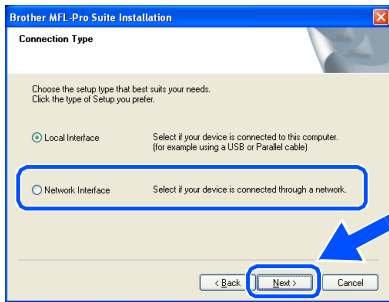 Brother MFL-Pro Suite Installation
Connection Type
Choose the setup type that best suits your needs.
Click the type of Setup you prefer.
Local Interface
Select if your device is connected to this computer.
(for example using a USB or Parallel cable)
Network Interface
Select if your device is connected through a network.
< Back
Next >
Cancel